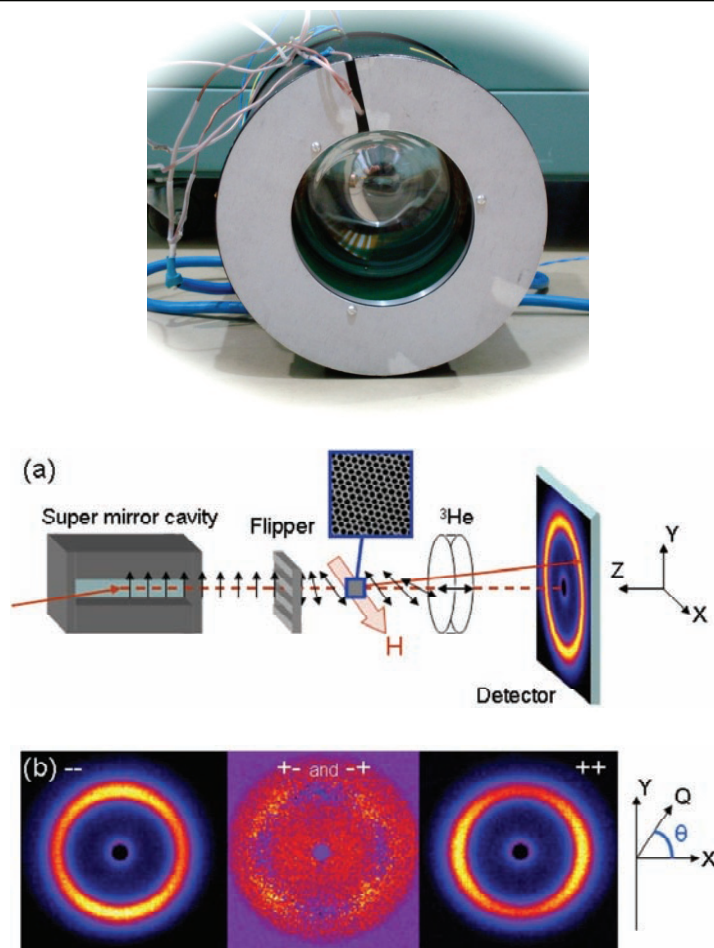 (a)
Super mirror cavity
Flipper
³He
H
Detector
Y
Z
X
(b) -- +- and -+ ++
Y
Q
θ
X